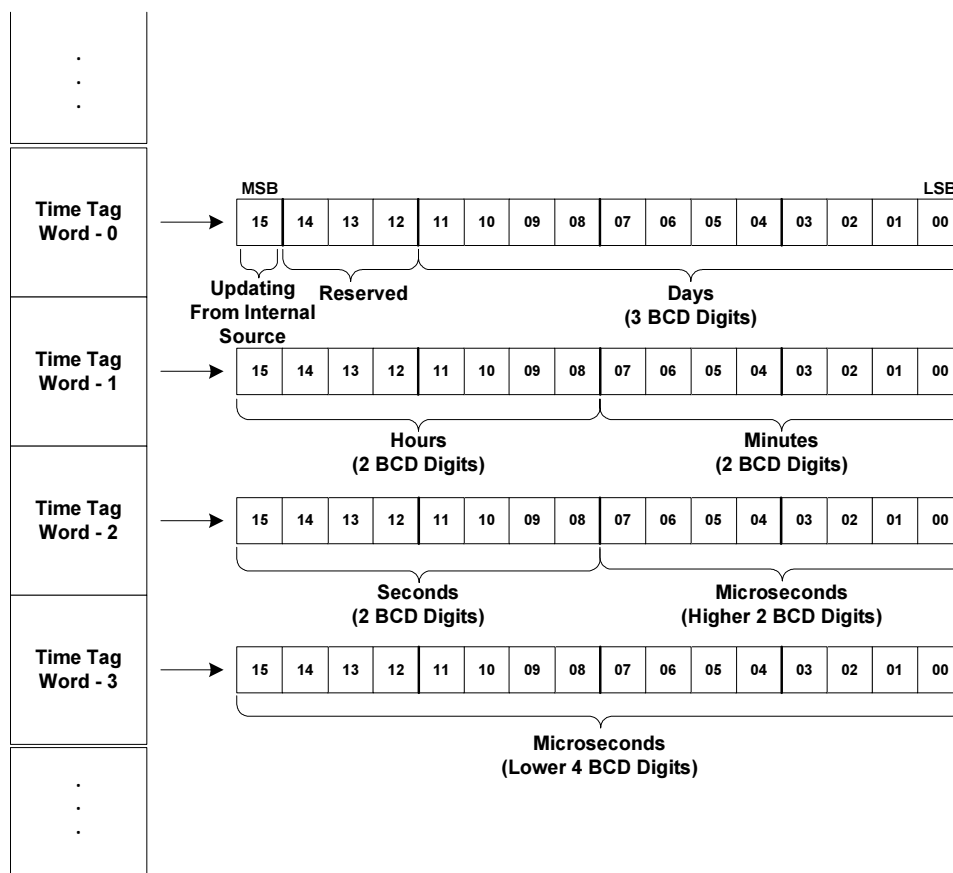 .
.
.
MSB
LSB
Time Tag
Word - 0
15 14 13 12 11 10 09 08 07 06 05 04 03 02 01 00
Updating
From Internal
Source
Reserved
Days
(3 BCD Digits)
Time Tag
Word - 1
15 14 13 12 11 10 09 08 07 06 05 04 03 02 01 00
Hours
(2 BCD Digits)
Minutes
(2 BCD Digits)
Time Tag
Word - 2
15 14 13 12 11 10 09 08 07 06 05 04 03 02 01 00
Seconds
(2 BCD Digits)
Microseconds
(Higher 2 BCD Digits)
Time Tag
Word - 3
15 14 13 12 11 10 09 08 07 06 05 04 03 02 01 00
Microseconds
(Lower 4 BCD Digits)
.
.
.